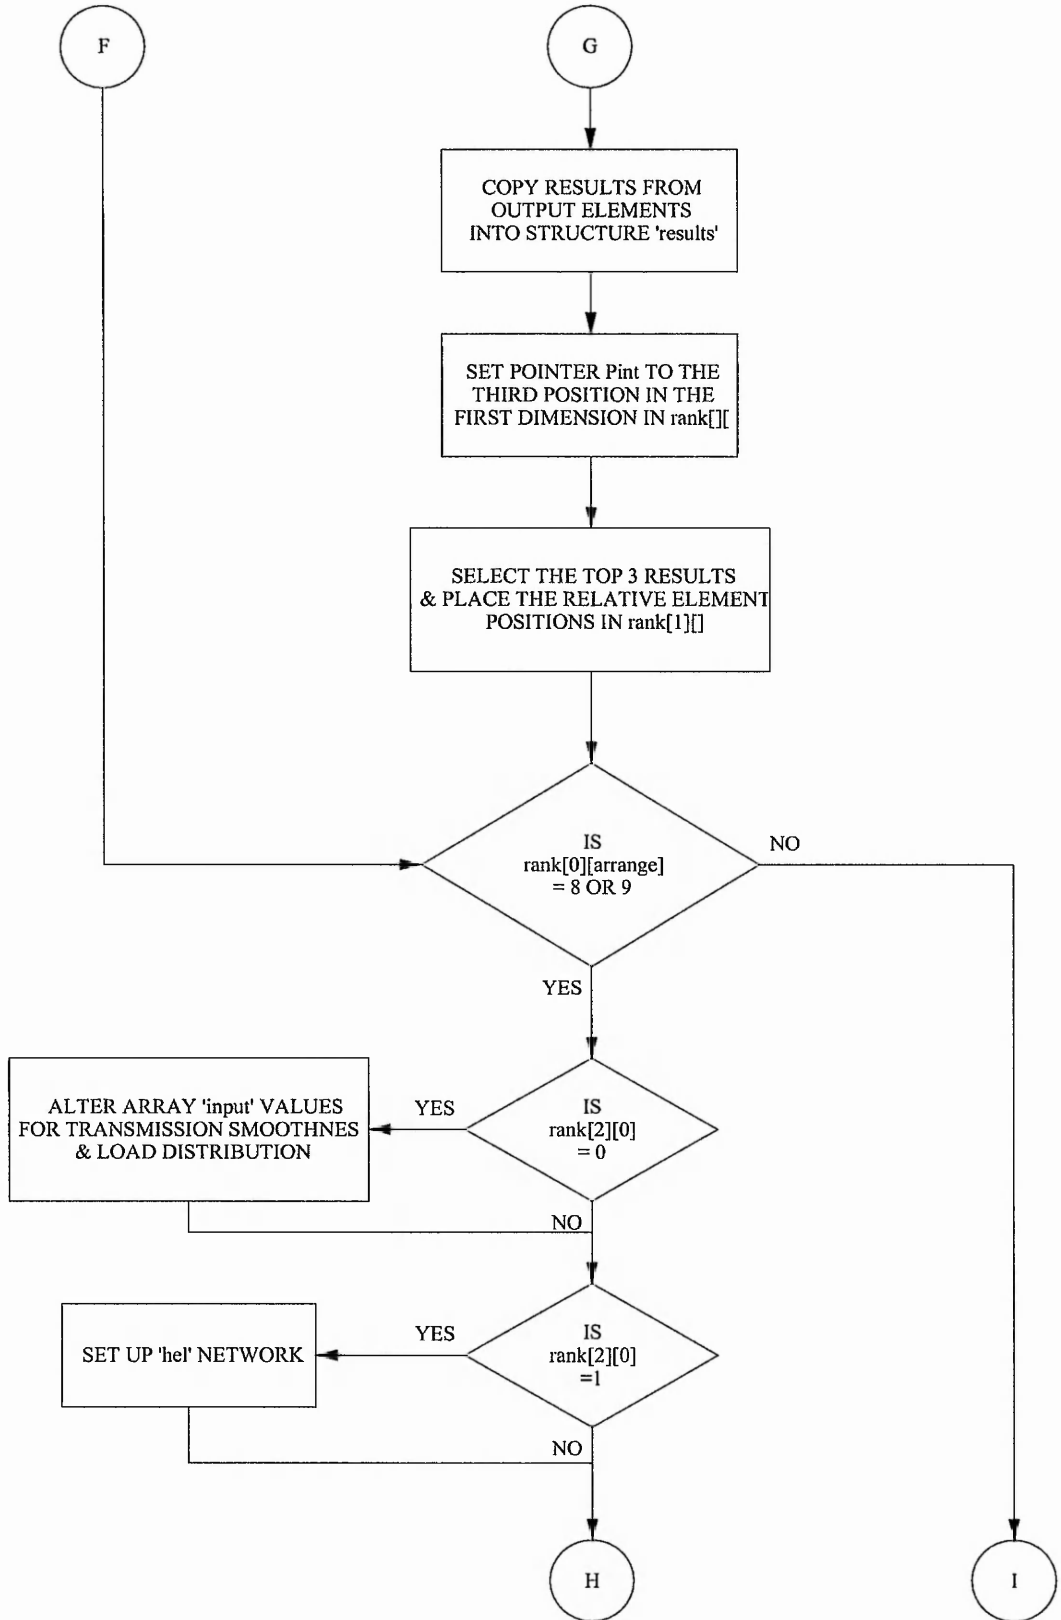 F
G
COPY RESULTS FROM
OUTPUT ELEMENTS
INTO STRUCTURE 'results'
SET POINTER Pint TO THE
THIRD POSITION IN THE
FIRST DIMENSION IN rank[][
SELECT THE TOP 3 RESULTS
& PLACE THE RELATIVE ELEMENT
POSITIONS IN rank[1][]
IS
rank[0][arrange]
= 8 OR 9
NO
YES
ALTER ARRAY 'input' VALUES
FOR TRANSMISSION SMOOTHNES
& LOAD DISTRIBUTION
YES
IS
rank[2][0]
= 0
NO
SET UP 'hel' NETWORK
YES
IS
rank[2][0]
=1
NO
H
I